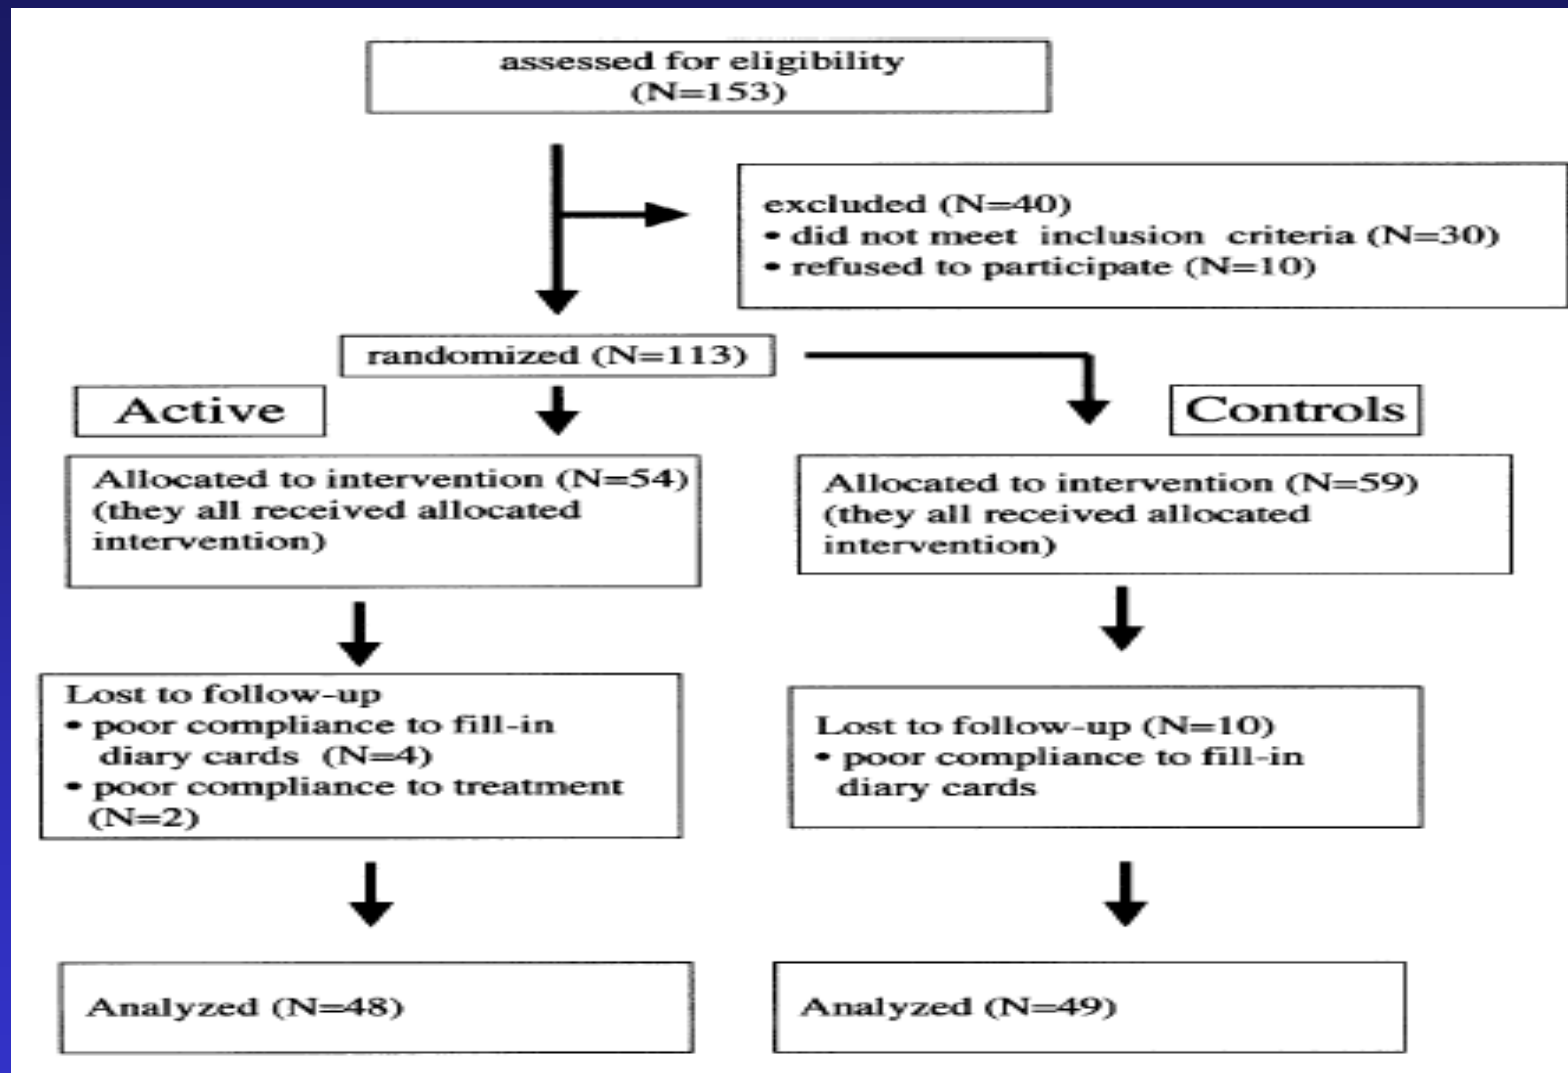 assessed for eligibility
(N=153)
excluded (N=40)
• did not meet inclusion criteria (N=30)
• refused to participate (N=10)
randomized (N=113)
Active
Controls
Allocated to intervention (N=54)
(they all received allocated
intervention)
Allocated to intervention (N=59)
(they all received allocated
intervention)
Lost to follow-up
• poor compliance to fill-in
diary cards (N=4)
• poor compliance to treatment
(N=2)
Lost to follow-up (N=10)
• poor compliance to fill-in
diary cards
Analyzed (N=48)
Analyzed (N=49)